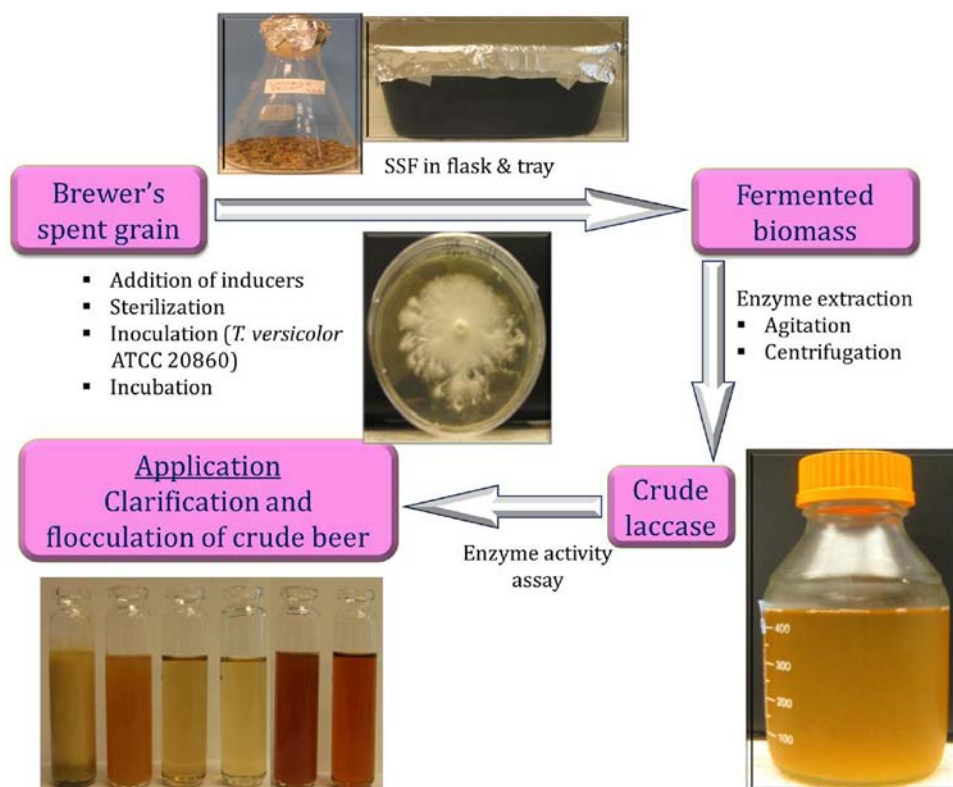 SSF in flask & tray
Brewer's
spent grain
Fermented
biomass
▪ Addition of inducers
▪ Sterilization
▪ Inoculation (T. versicolor
ATCC 20860)
▪ Incubation
Enzyme extraction
▪ Agitation
▪ Centrifugation
Application
Clarification and
flocculation of crude beer
Crude
laccase
Enzyme activity
assay
400
300
200
100